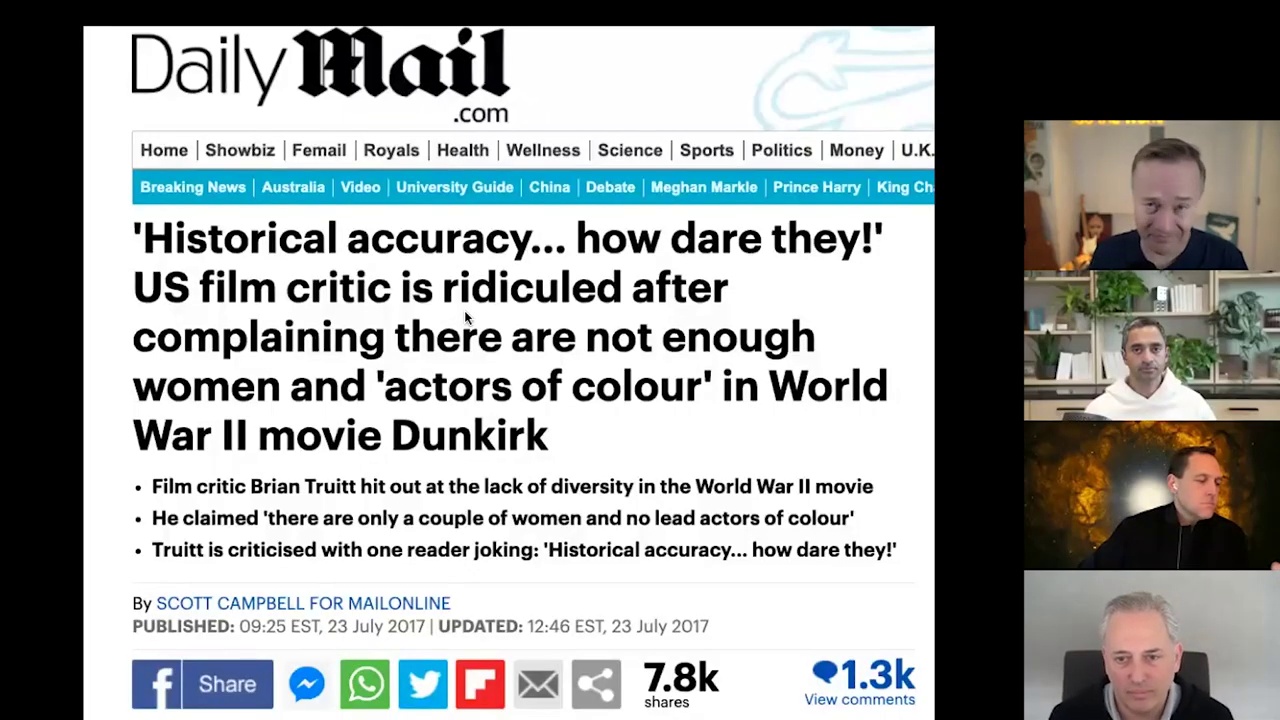 Daily Mail
.com
Home | Showbiz | Femail | Royals | Health | Wellness | Science | Sports | Politics | Money | U.K.
Breaking News | Australia | Video | University Guide | China | Debate | Meghan Markle | Prince Harry | King Ch
'Historical accuracy... how dare they!'
US film critic is ridiculed after
complaining there are not enough
women and 'actors of colour' in World
War II movie Dunkirk
• Film critic Brian Truitt hit out at the lack of diversity in the World War II movie
• He claimed 'there are only a couple of women and no lead actors of colour'
• Truitt is criticised with one reader joking: 'Historical accuracy... how dare they!'
By SCOTT CAMPBELL FOR MAILONLINE
PUBLISHED: 09:25 EST, 23 July 2017 | UPDATED: 12:46 EST, 23 July 2017
f Share
7.8k
shares
1.3k
View comments